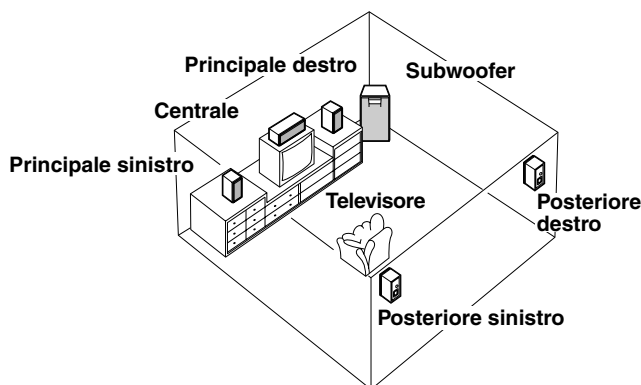 Principale destro
Subwoofer
Centrale
Principale sinistro
Televisore
Posteriore
destro
Posteriore sinistro